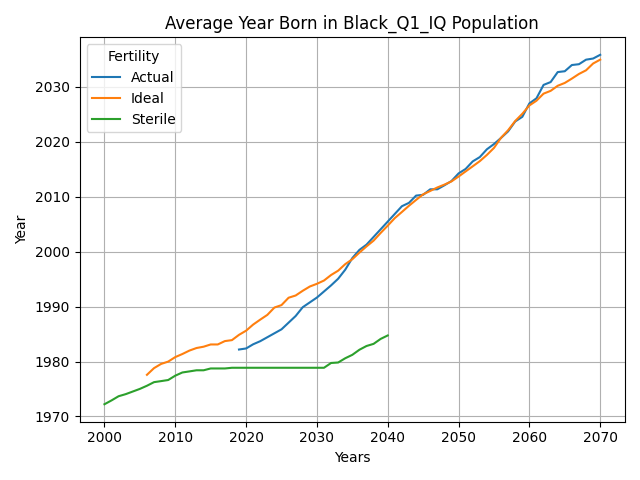 Average Year Born in Black_Q1_IQ Population
Fertility
Actual
Ideal
Sterile
Year
2030
2020
2010
2000
1990
1980
1970
2000 2010 2020 2030 2040 2050 2060 2070
Years